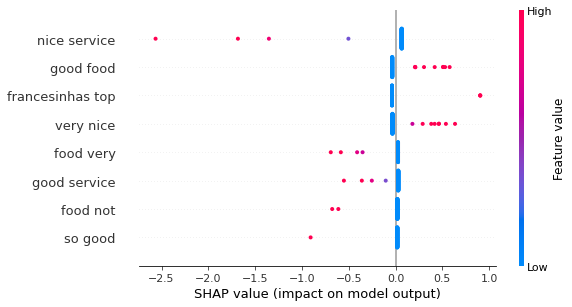 High
nice service
good food
francesinhas top
very nice
food very
good service
food not
so good
Feature value
Low
−2.5 −2.0 −1.5 −1.0 −0.5 0.0 0.5 1.0
SHAP value (impact on model output)